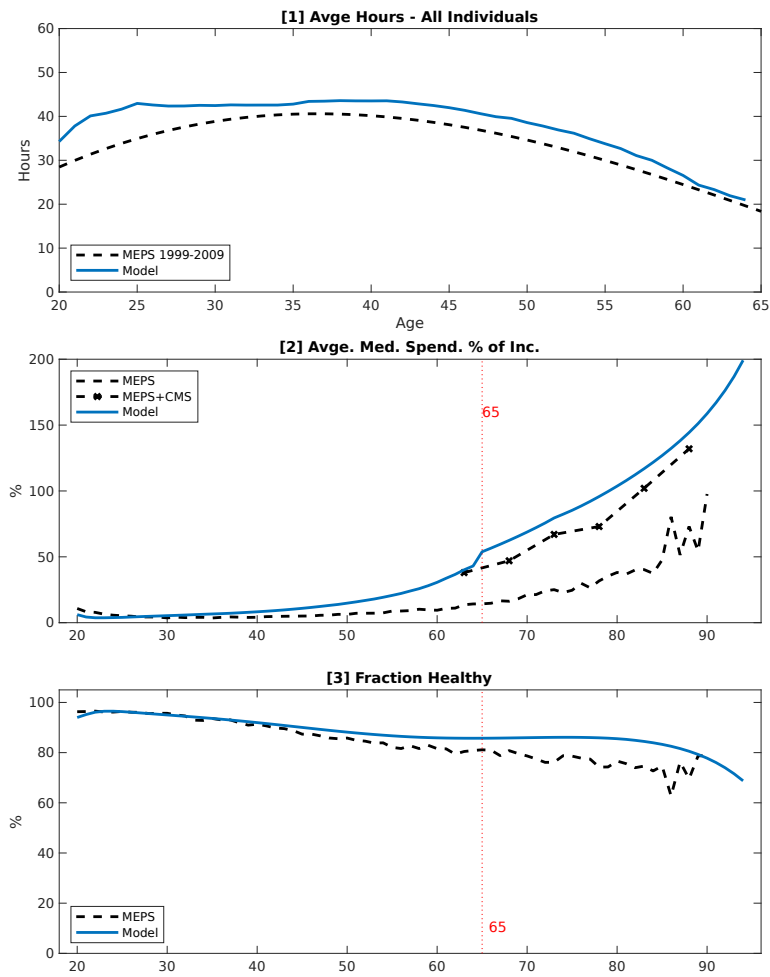 [1] Avge Hours - All Individuals
60
50
40
30
20
10
0
Hours
MEPS 1999-2009
Model
20 25 30 35 40 45 50 55 60 65
Age
[2] Avge. Med. Spend. % of Inc.
200
150
100
50
0
%
MEPS
MEPS+CMS
Model
65
20 30 40 50 60 70 80 90
[3] Fraction Healthy
100
80
60
40
20
0
%
MEPS
Model
65
20 30 40 50 60 70 80 90